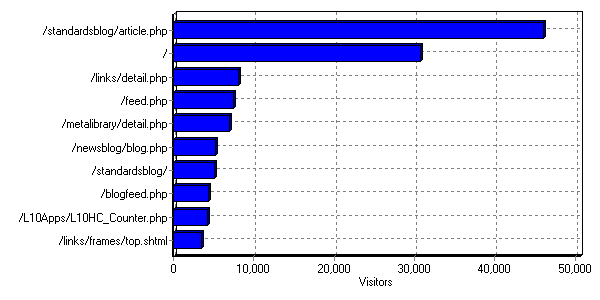 /standardsblog/article.php
/
/links/detail.php
/feed.php
/metalibrary/detail.php
/newsblog/blog.php
/standardsblog/
/blogfeed.php
/L10Apps/L10HC_Counter.php
/links/frames/top.shtml
0 10,000 20,000 30,000 40,000 50,000
Visitors